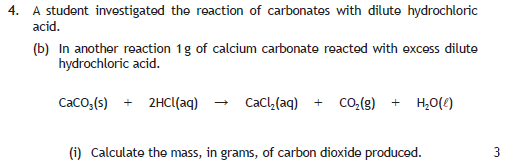 4. A student investigated the reaction of carbonates with dilute hydrochloric
acid.
(b) In another reaction 1g of calcium carbonate reacted with excess dilute
hydrochloric acid.
CaCO₃(s) + 2HCl(aq) → CaCl₂(aq) + CO₂(g) + H₂O(ℓ)
(i) Calculate the mass, in grams, of carbon dioxide produced. 3